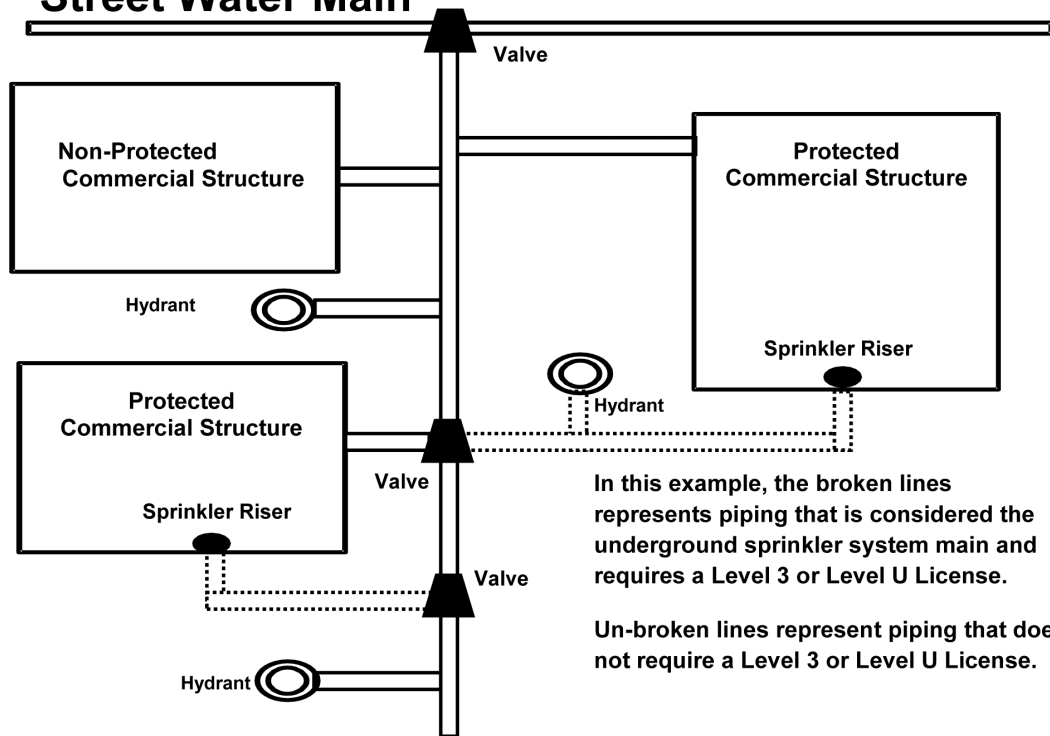 Street Water Main
Valve
Non-Protected
Commercial Structure
Protected
Commercial Structure
Hydrant
Sprinkler Riser
Protected
Commercial Structure
Hydrant
Valve
Sprinkler Riser
In this example, the broken lines
represents piping that is considered the
underground sprinkler system main and
requires a Level 3 or Level U License.
Valve
Un-broken lines represent piping that doe
not require a Level 3 or Level U License.
Hydrant